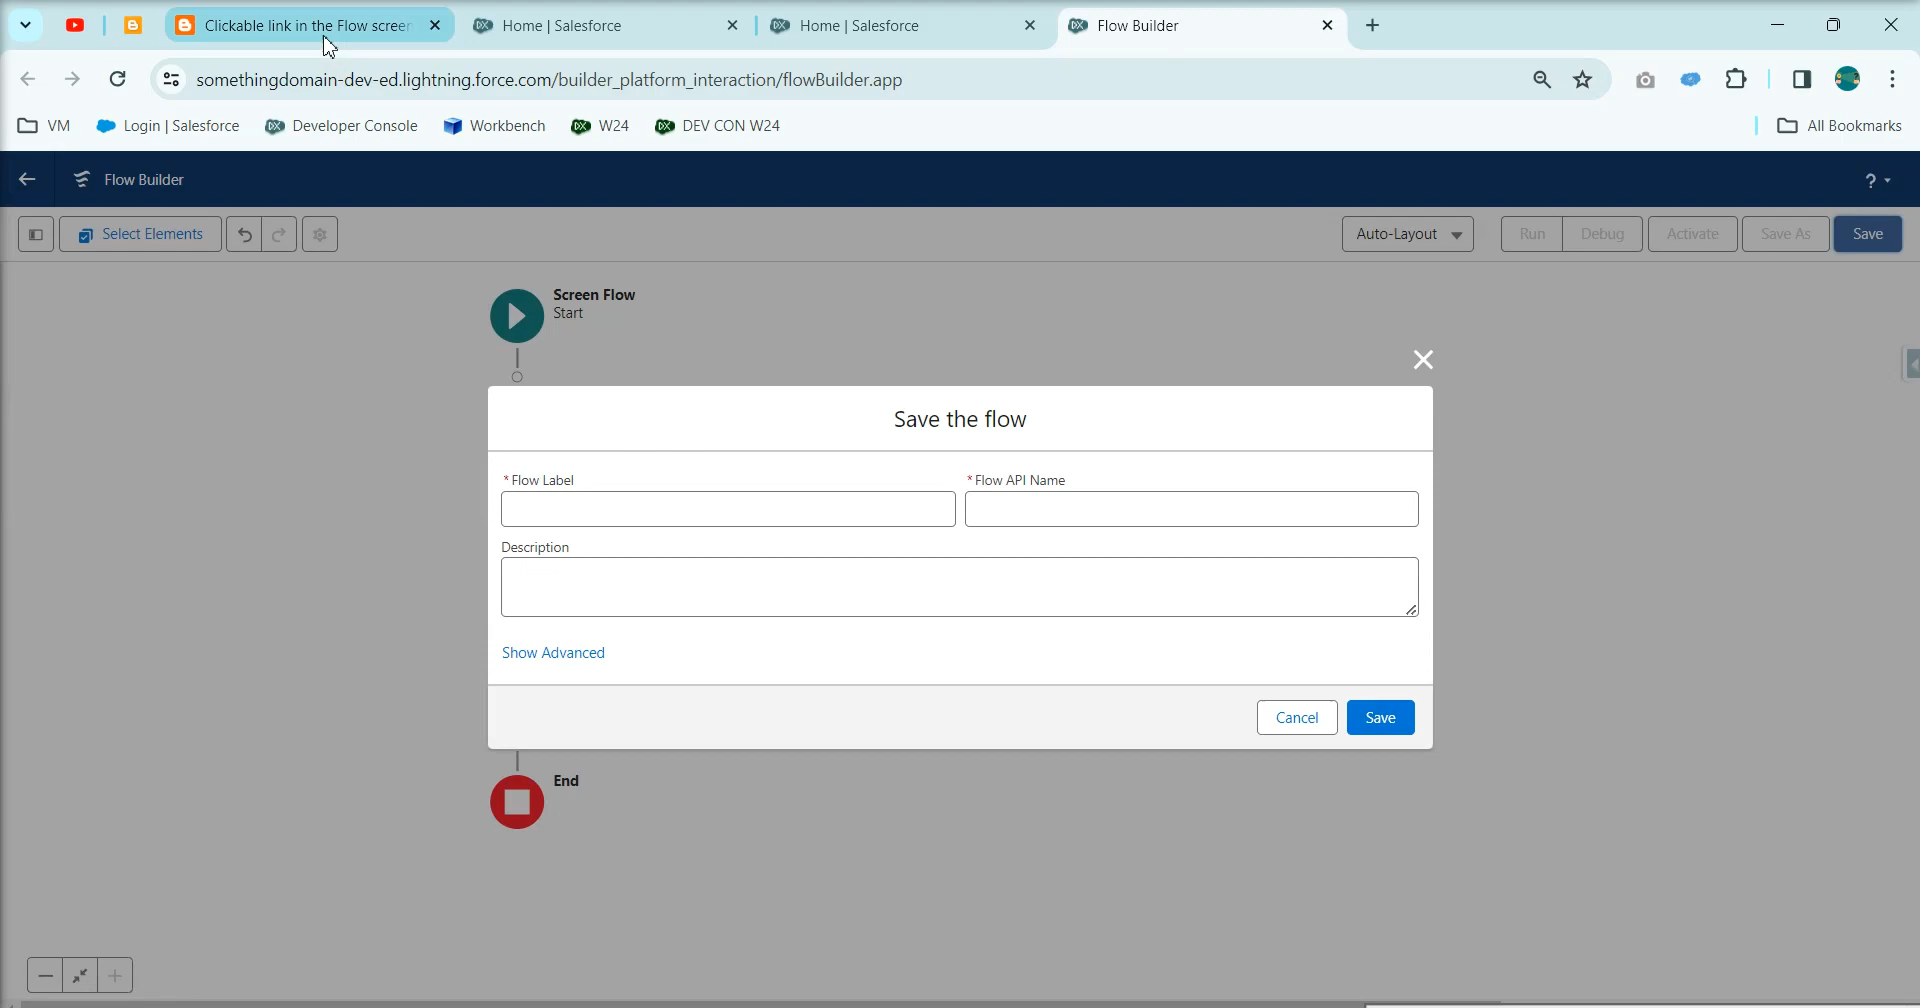 Clickable link in the Flow screen
Home | Salesforce
Home | Salesforce
Flow Builder
somethingdomain-dev-ed.lightning.force.com/builder_platform_interaction/flowBuilder.app
VM
Login | Salesforce
Developer Console
Workbench
W24
DEV CON W24
All Bookmarks
Flow Builder
?
Select Elements
Auto-Layout
Run
Debug
Activate
Save As
Save
Screen Flow
Start
Save the flow
* Flow Label
* Flow API Name
Description
Show Advanced
Cancel
Save
End